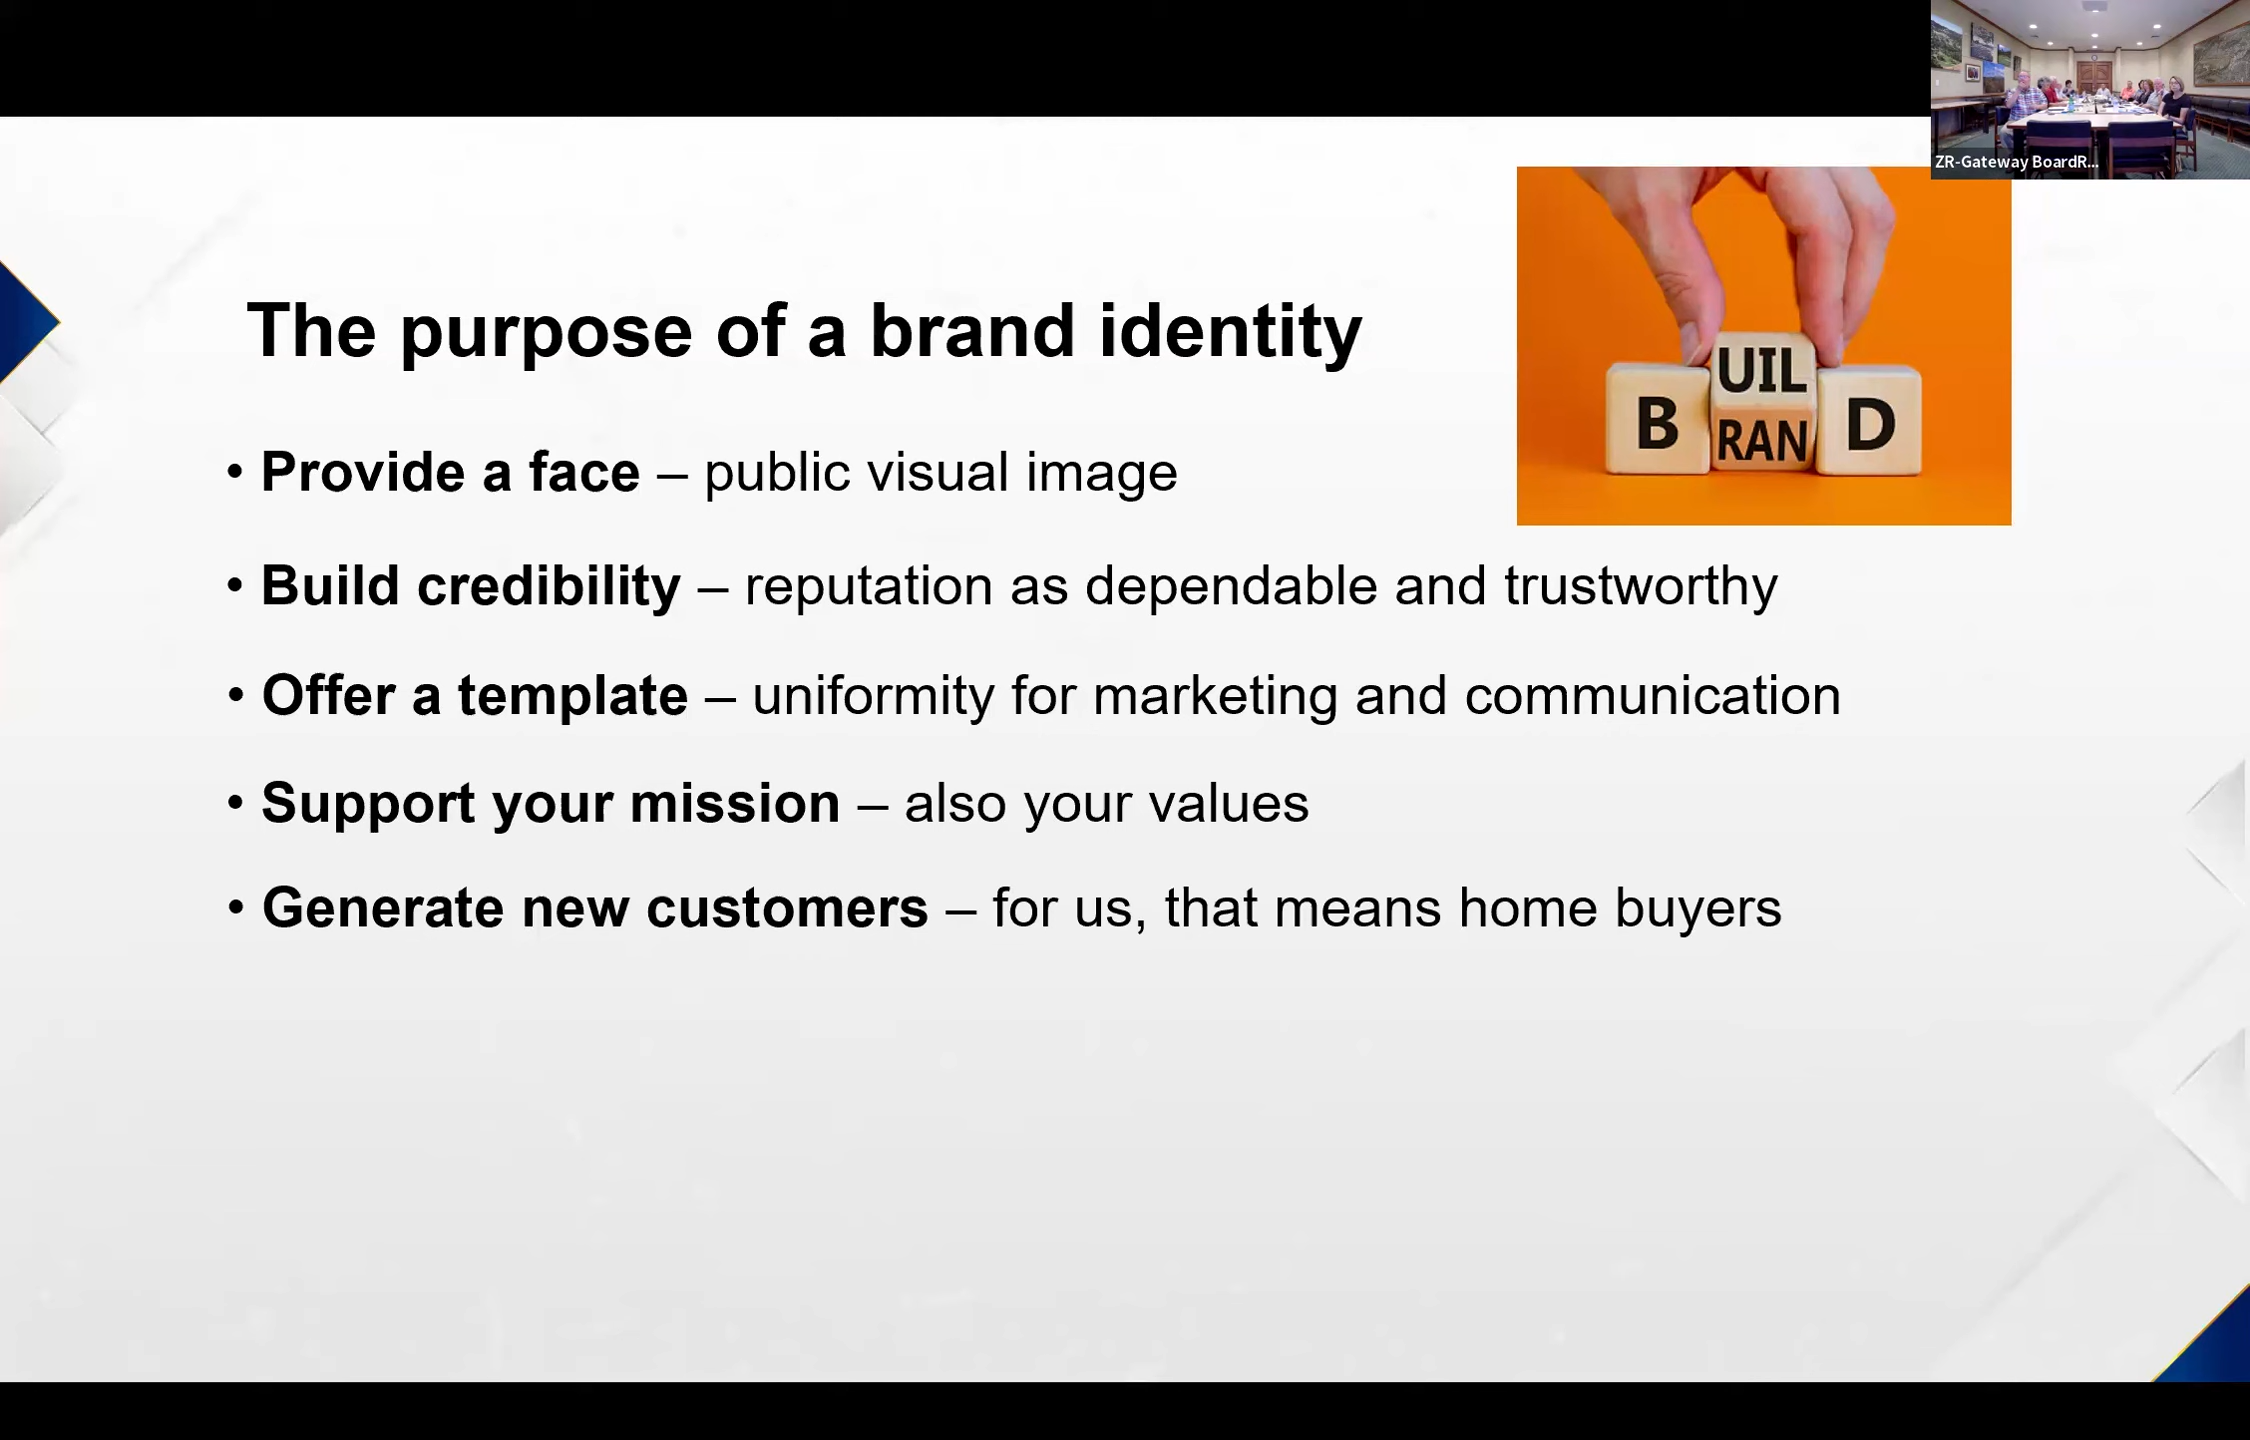 ZR-Gateway BoardR...
The purpose of a brand identity
UIL
B RAN D
• Provide a face – public visual image
• Build credibility – reputation as dependable and trustworthy
• Offer a template – uniformity for marketing and communication
• Support your mission – also your values
• Generate new customers – for us, that means home buyers